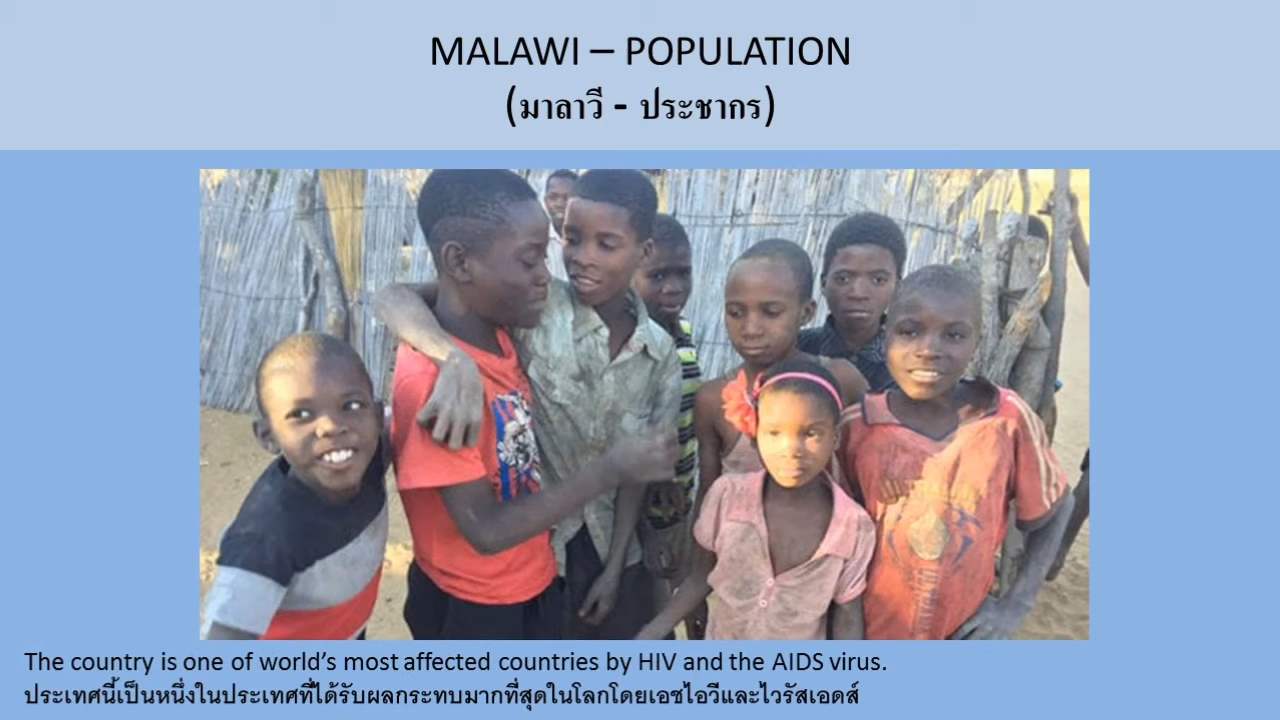 MALAWI – POPULATION
(มาลาวี - ประชากร)
The country is one of world’s most affected countries by HIV and the AIDS virus.
ประเทศนี้เป็นหนึ่งในประเทศที่ได้รับผลกระทบมากที่สุดในโลกโดยเอชไอวีและไวรัสเอดส์